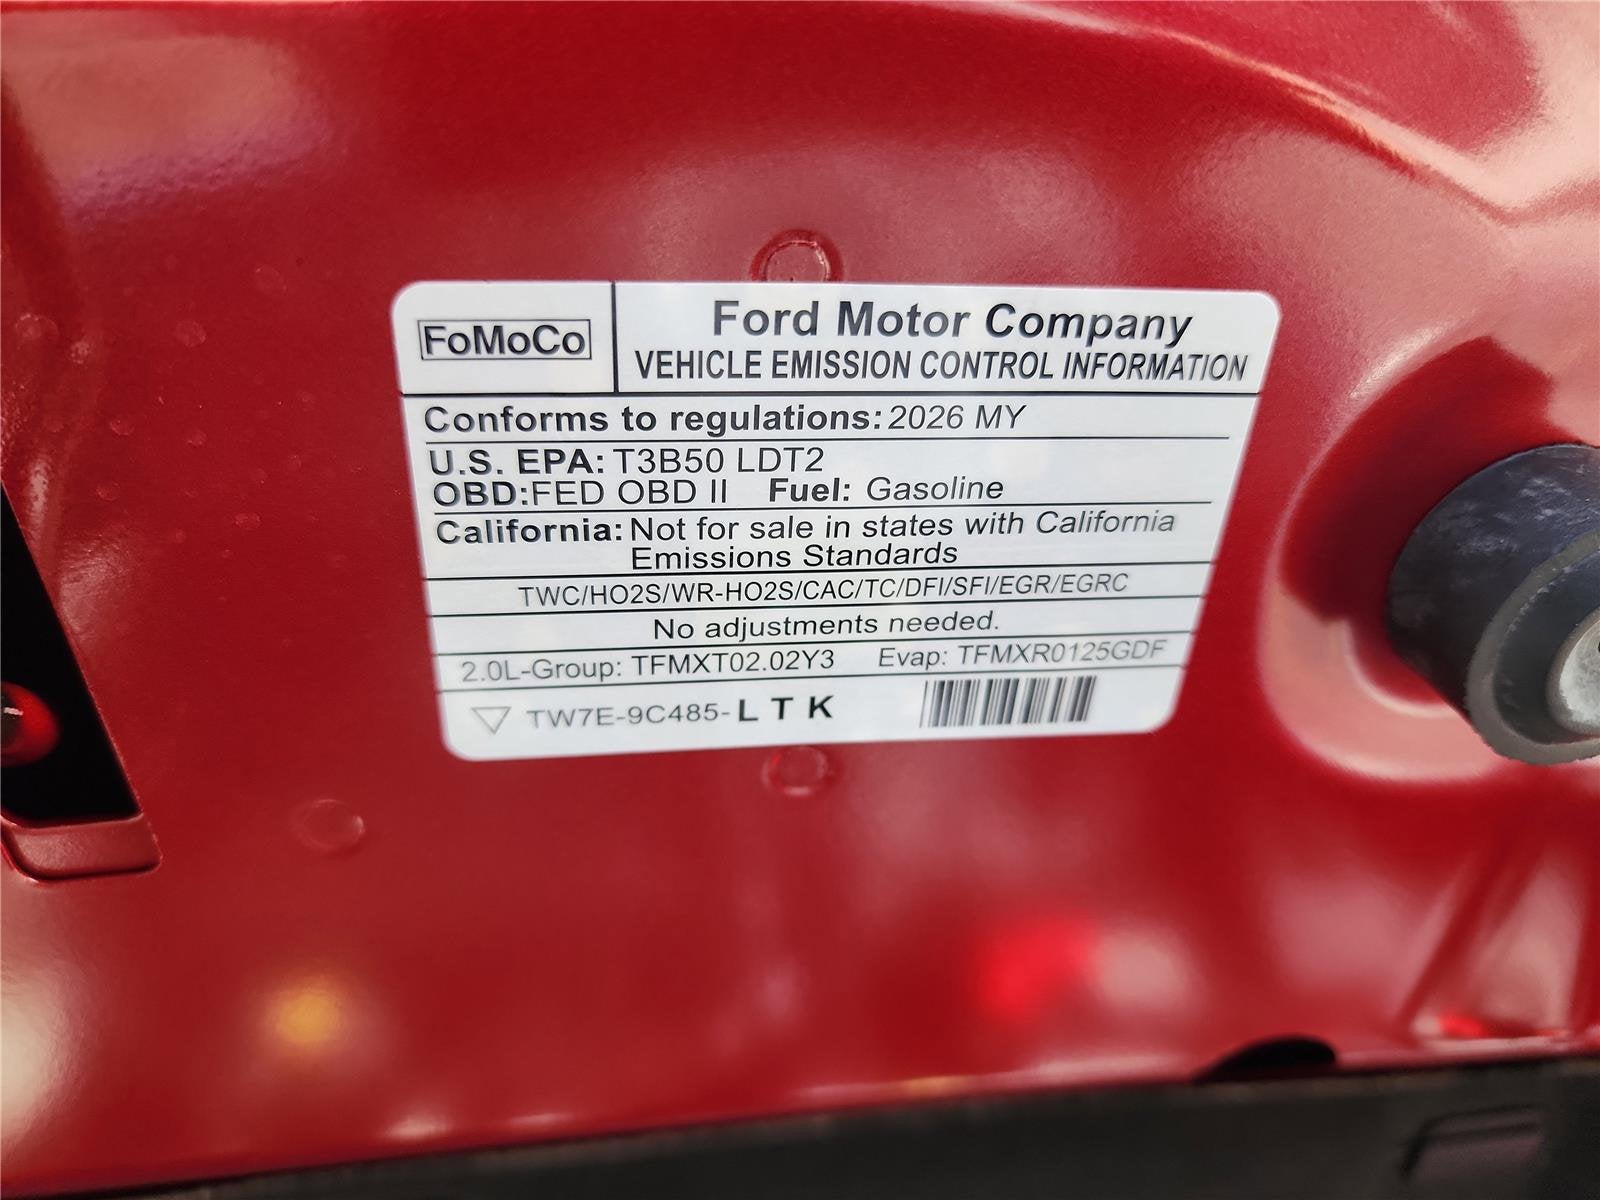 FoMoCo
Ford Motor Company
VEHICLE EMISSION CONTROL INFORMATION
Conforms to regulations: 2026 MY
U.S. EPA: T3B50 LDT2
OBD: FED OBD II Fuel: Gasoline
California: Not for sale in states with California
Emissions Standards
TWC/HO2S/WR-HO2S/CAC/TC/DFI/SFI/EGR/EGRC
No adjustments needed.
2.0L-Group: TFMXT02.02Y3 Evap: TFMXR0125GDF
TW7E-9C485-LTK